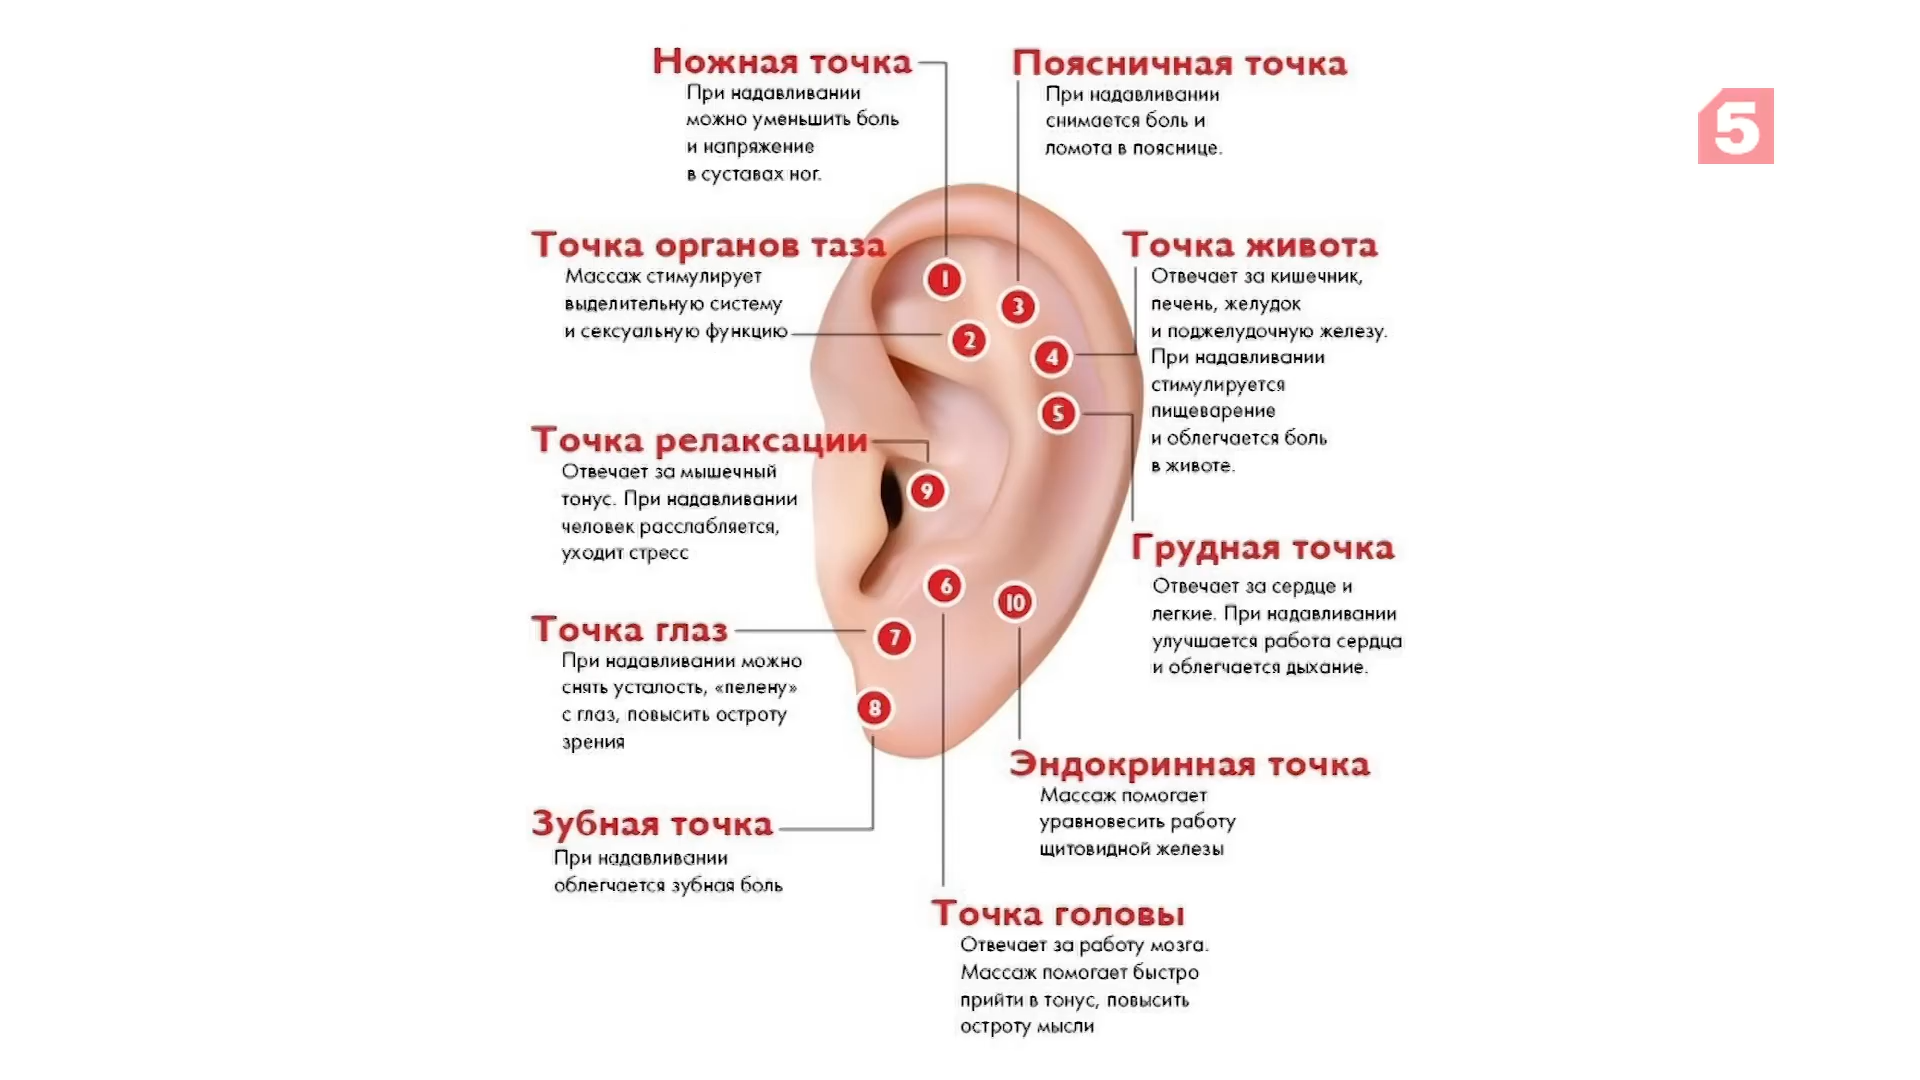 Ножная точка
При надавливании
можно уменьшить боль
и напряжение
в суставах ног.
Поясничная точка
При надавливании
снимается боль и
ломота в пояснице.
5
Точка органов таза
Массаж стимулирует
выделительную систему
и сексуальную функцию
Точка живота
Отвечает за кишечник,
печень, желудок
и поджелудочную железу.
При надавливании
стимулируется
пищеварение
и облегчается боль
в животе.
1
3
2
4
5
Точка релаксации
Отвечает за мышечный
тонус. При надавливании
человек расслабляется,
уходит стресс
9
Грудная точка
Отвечает за сердце и
легкие. При надавливании
улучшается работа сердца
и облегчается дыхание.
6
10
Точка глаз
При надавливании можно
снять усталость, «пелену»
с глаз, повысить остроту
зрения
7
8
Эндокринная точка
Массаж помогает
уравновесить работу
щитовидной железы
Зубная точка
При надавливании
облегчается зубная боль
Точка головы
Отвечает за работу мозга.
Массаж помогает быстро
прийти в тонус, повысить
остроту мысли